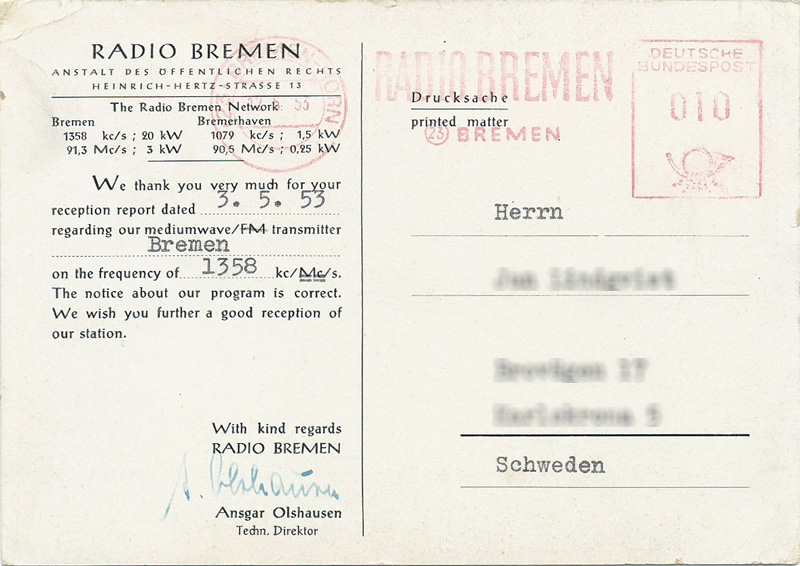 RADIO BREMEN
ANSTALT DES ÖFFENTLICHEN RECHTS
HEINRICH-HERTZ-STRASSE 13
The Radio Bremen Network
Bremen Bremerhaven
1358 kc/s ; 20 kW 1079 kc/s ; 1,5 kW
91,3 Mc/s ; 3 kW 90,5 Mc/s ; 0,25 kW
We thank you very much for your
reception report dated 3. 5. 53
regarding our mediumwave/FM transmitter
Bremen
on the frequency of 1358 kc/Mc/s.
The notice about our program is correct.
We wish you further a good reception of
our station.
With kind regards
RADIO BREMEN
A. Olshausen
Ansgar Olshausen
Techn. Direktor
RADIO BREMEN
Drucksache
printed matter
(23) BREMEN
DEUTSCHE
BUNDESPOST
010
Herrn
Schweden